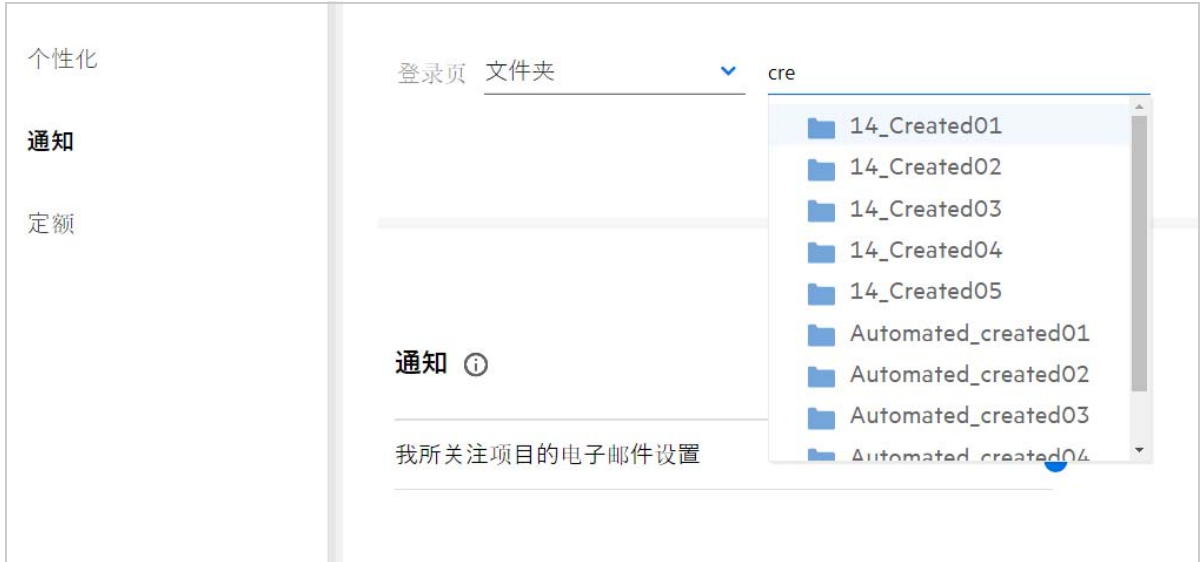 个性化
通知
定额
登录页 文件夹 cre
14_Created01
14_Created02
14_Created03
14_Created04
14_Created05
Automated_created01
Automated_created02
Automated_created03
Automated_created04
通知
我所关注项目的电子邮件设置